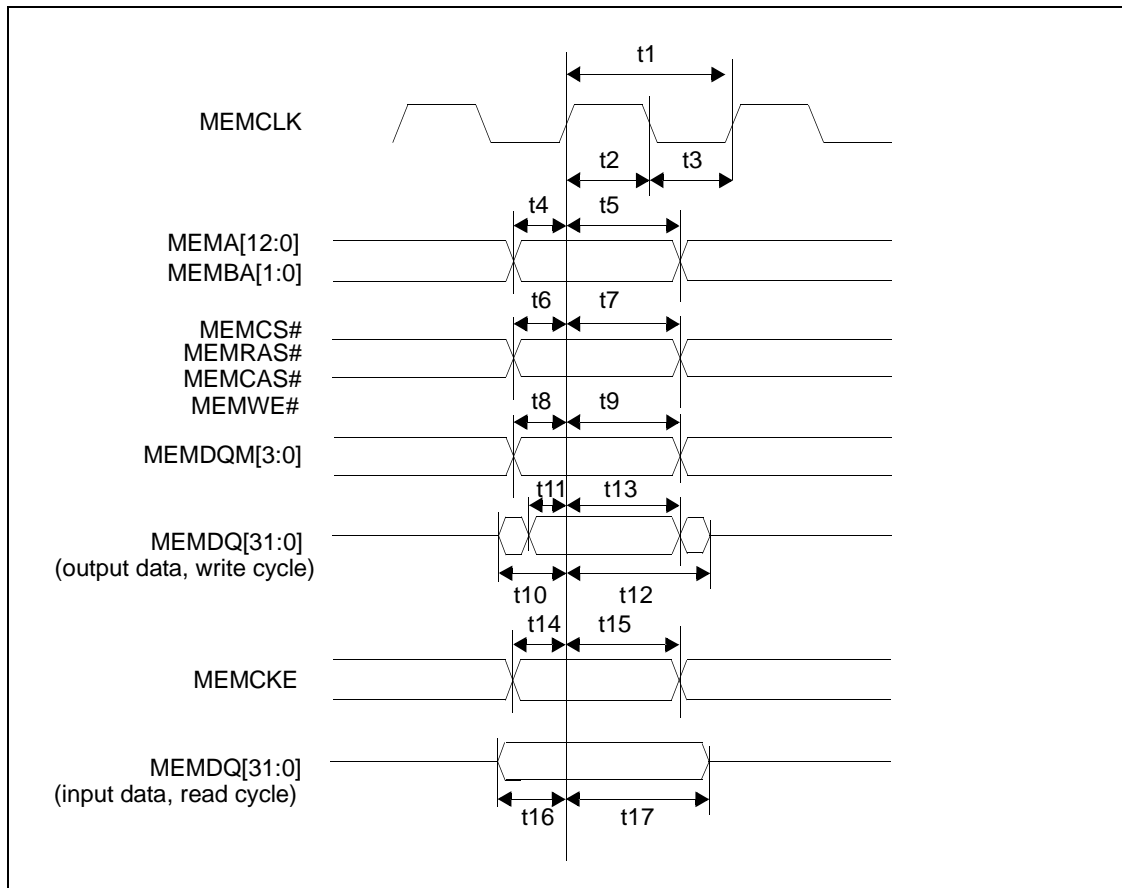 t1
MEMCLK
t2 t3
t4 t5
MEMA[12:0]
MEMBA[1:0]
t6 t7
MEMCS#
MEMRAS#
MEMCAS#
MEMWE#
t8 t9
MEMDQM[3:0]
t11 t13
MEMDQ[31:0]
(output data, write cycle)
t10 t12
t14 t15
MEMCKE
MEMDQ[31:0]
(input data, read cycle)
t16 t17